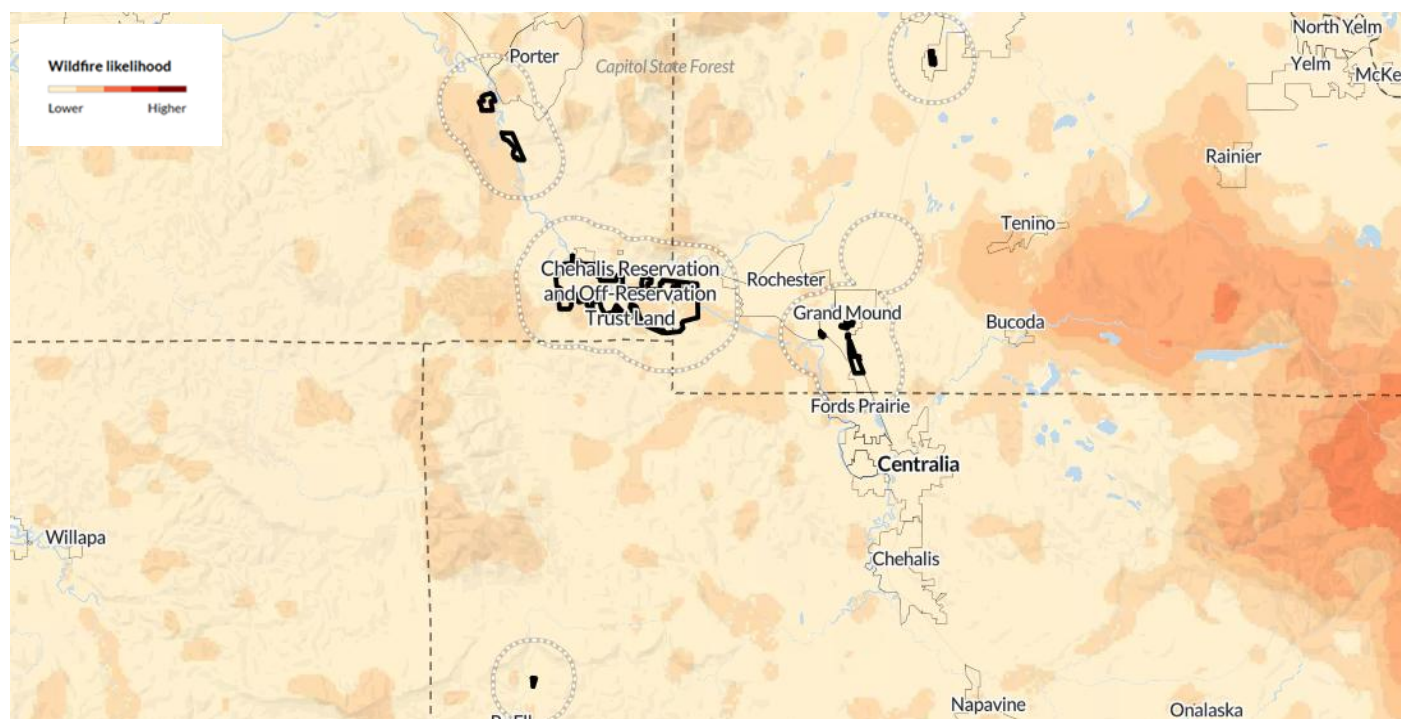 Wildfire likelihood
Lower Higher
Porter
Capitol State Forest
North Yelm
Yelm
Rainier
Tenino
Chehalis Reservation
and Off-Reservation
Trust Land
Rochester
Grand Mound
Bucoda
Fords Prairie
Centralia
Willapa
Chehalis
Napavine
Onalaska